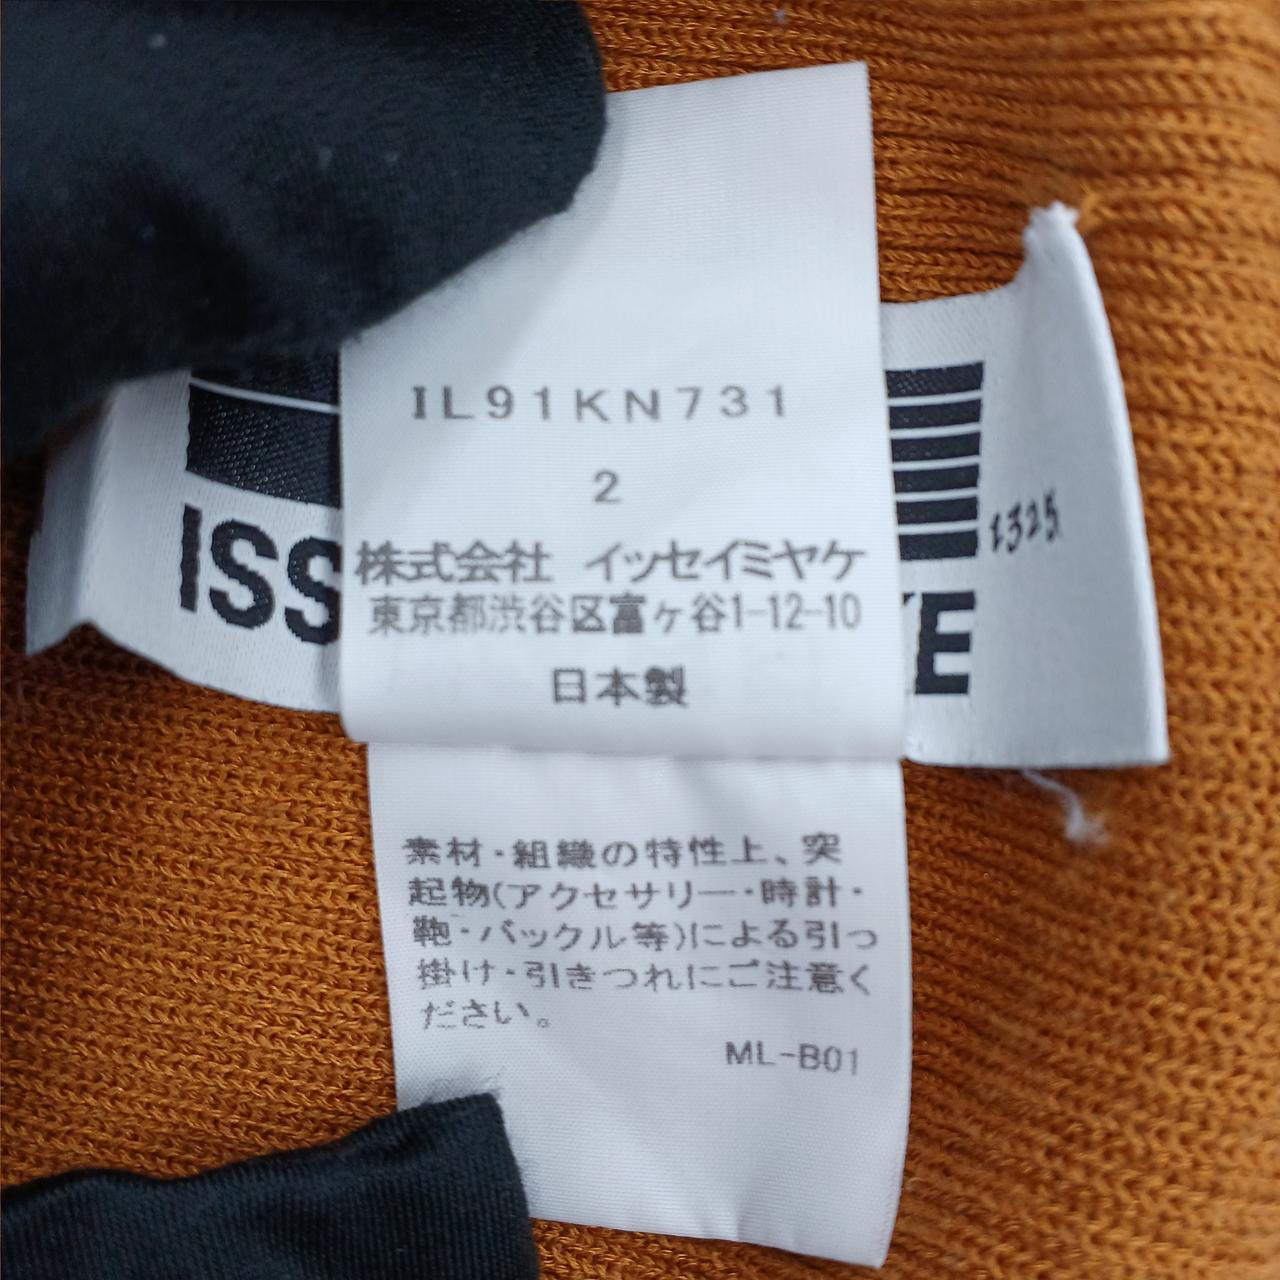 IL91KN731
2
株式会社 イッセイミヤケ
東京都渋谷区富ヶ谷1-12-10
日本製
ISS
KE
1325
素材・組織の特性上、突
起物(アクセサリー・時計・
鞄・バックル等)による引っ
掛け・引きつれにご注意く
ださい。
ML-B01